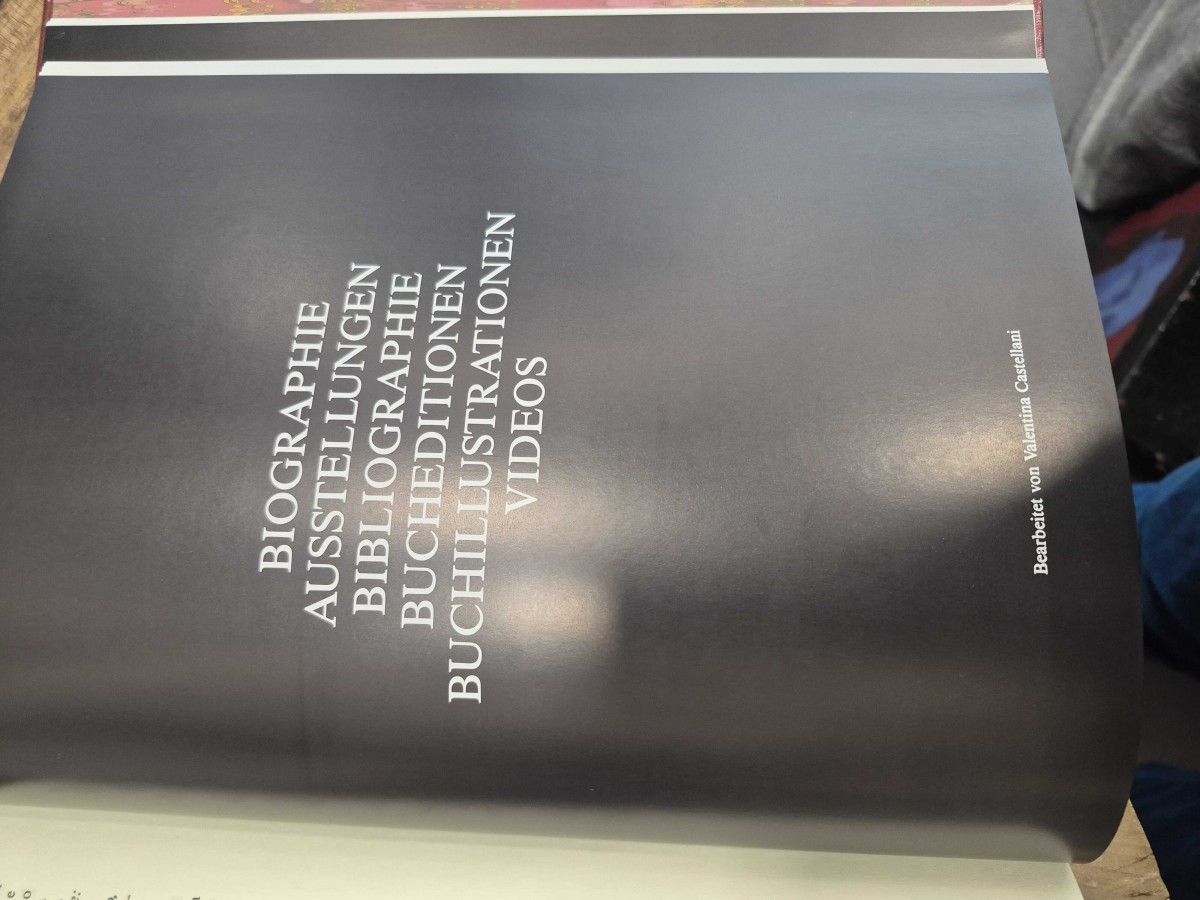 BIOGRAPHIE
AUSSTELLUNGEN
BIBLIOGRAPHIE
BUCHEDITIONEN
BUCHILLUSTRATIONEN
VIDEOS
Bearbeitet von Valentina Castellani